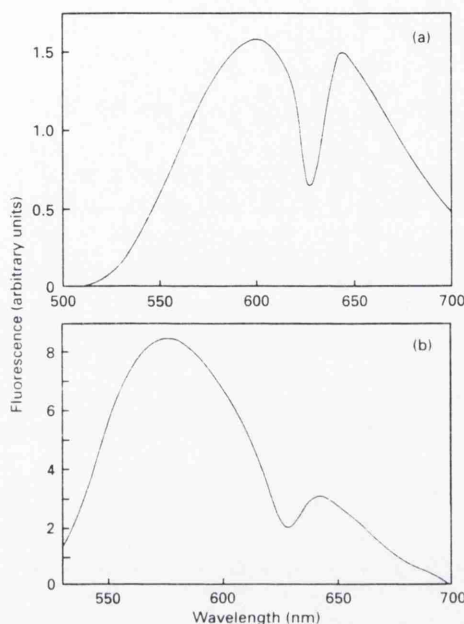 (a)
1.5
1.0
0.5
0
500 550 600 650 700
Fluorescence (arbitrary units)
(b)
8
6
4
2
0
550 600 650 700
Wavelength (nm)